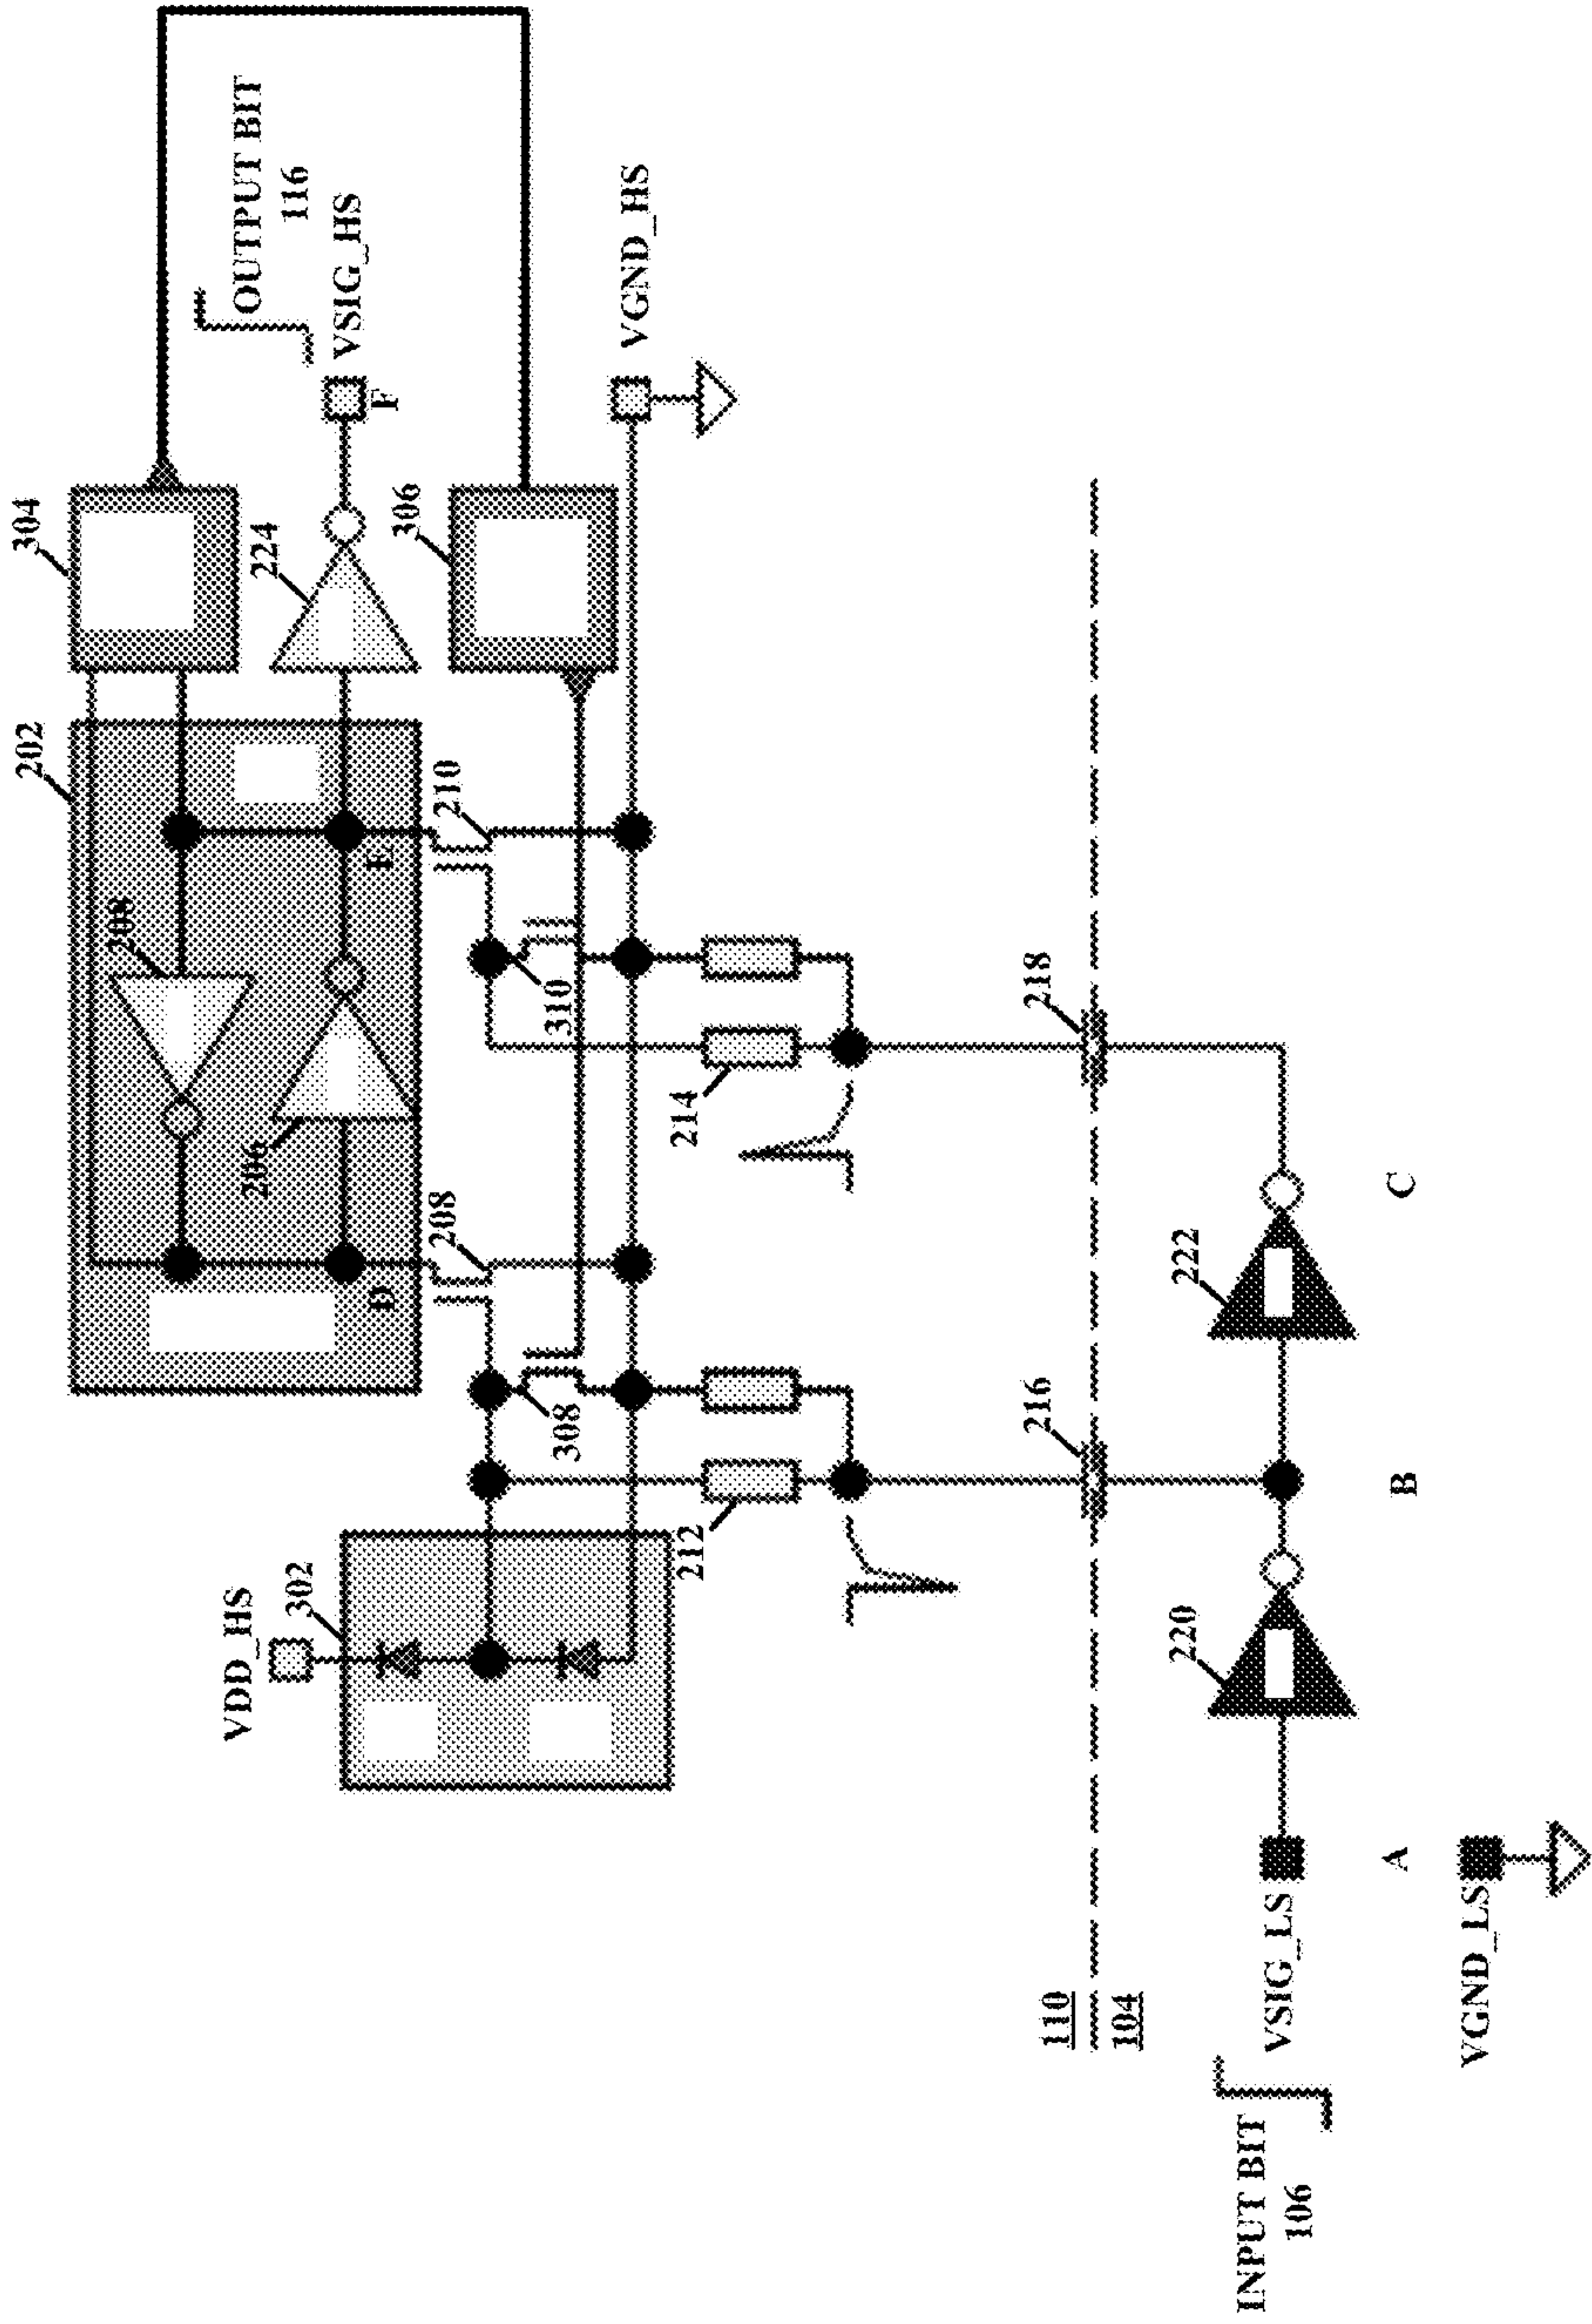 304
202
OUTPUT BIT
116
VSIG_HS
F
224
306
VGND_HS
208
206
E
D
210
208
310
308
VDD_HS
302
212
214
218
216
110
104
220
222
A
B
C
INPUT BIT
106
VSIG_LS
VGND_LS